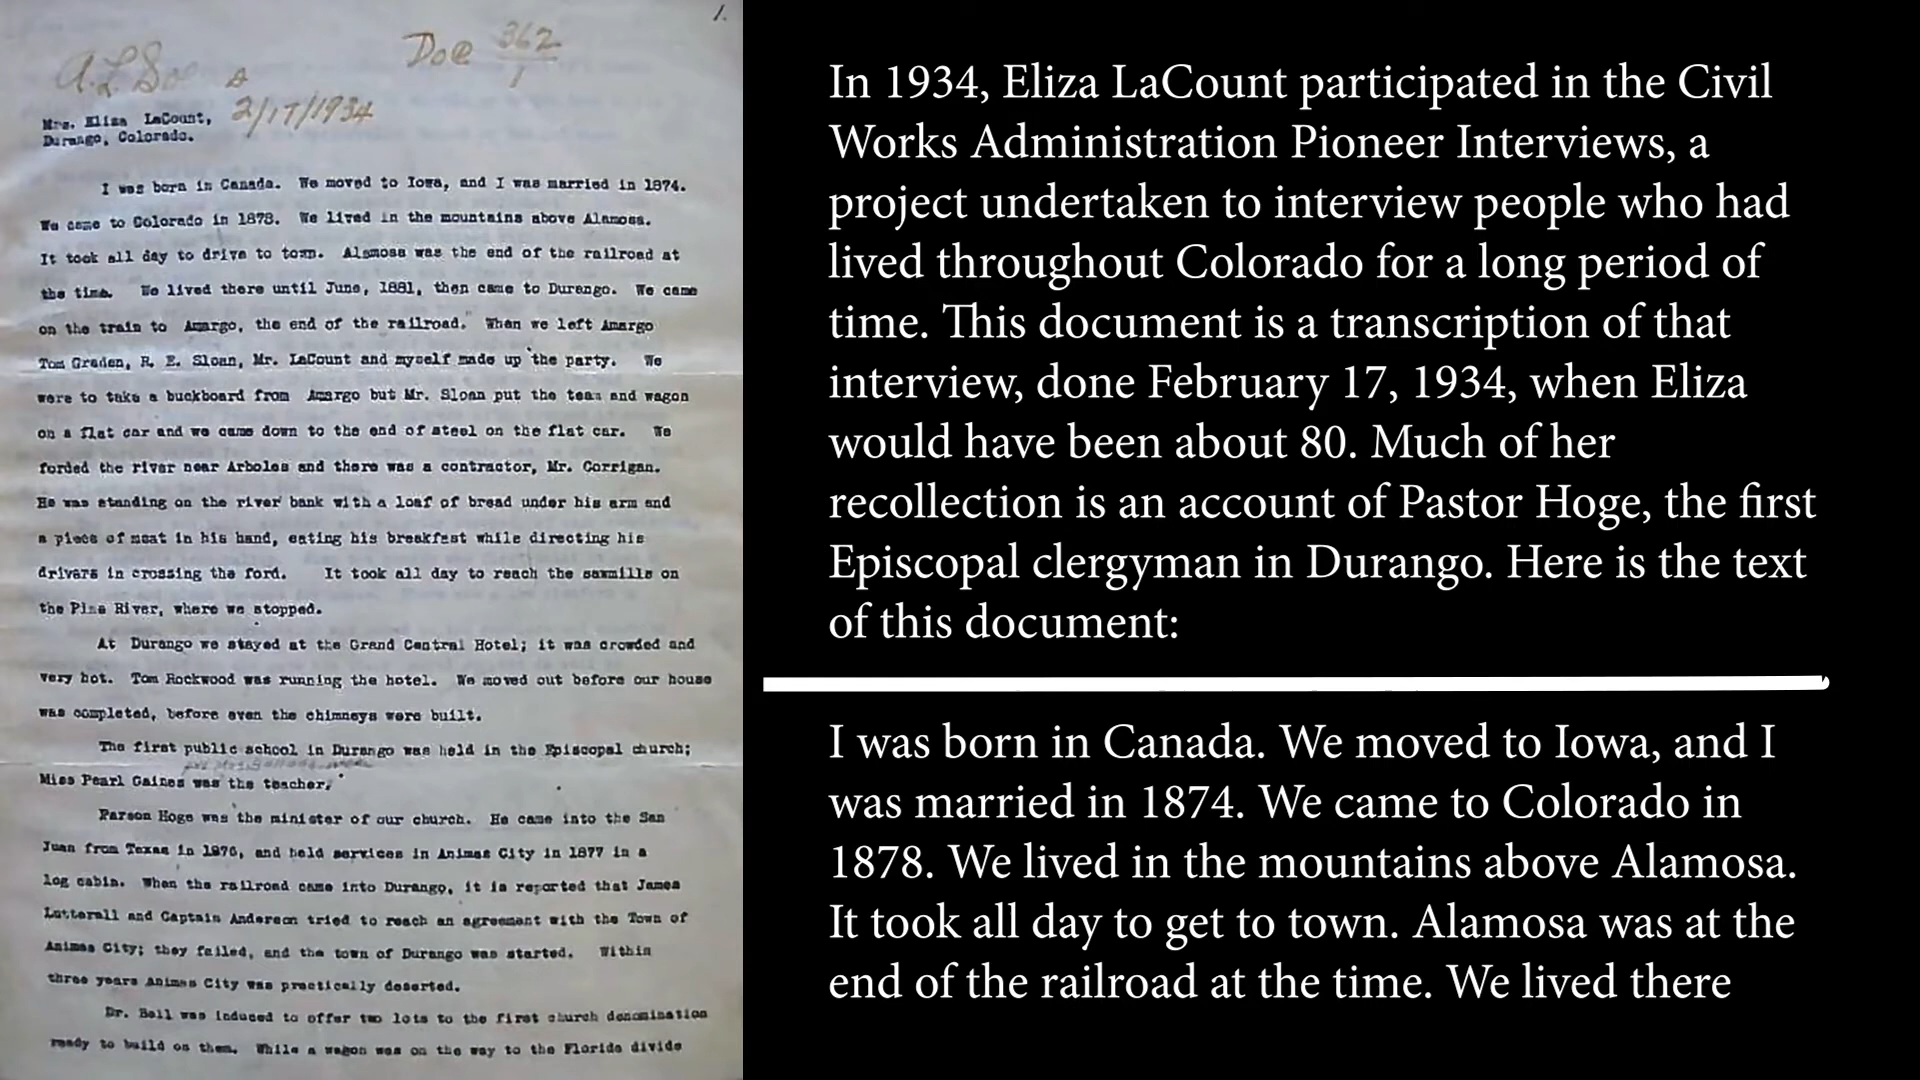 1.
Doc 362
1
2/17/1934
Mrs. Eliza LaCount,
Durango, Colorado.
I was born in Canada. We moved to Iowa, and I was married in 1874.
We came to Colorado in 1878. We lived in the mountains above Alamosa.
It took all day to drive to town. Alamosa was the end of the railroad at
the time. We lived there until June, 1881, then came to Durango. We came
on the train to Amargo, the end of the railroad. When we left Amargo
Tom Graden, R. E. Sloan, Mr. LaCount and myself made up the party. We
were to take a buckboard from Amargo but Mr. Sloan put the team and wagon
on a flat car and we came down to the end of steel on the flat car. We
forded the river near Arboles and there was a contractor, Mr. Corrigan.
He was standing on the river bank with a loaf of bread under his arm and
a piece of meat in his hand, eating his breakfast while directing his
drivers in crossing the ford. It took all day to reach the sawmills on
the Pine River, where we stopped.
At Durango we stayed at the Grand Central Hotel; it was crowded and
very hot. Tom Rockwood was running the hotel. We moved out before our house
was completed, before even the chimneys were built.
The first public school in Durango was held in the Episcopal church;
Miss Pearl Gaines was the teacher.
Parson Hoge was the minister of our church. He came into the San
Juan from Texas in 1876, and held services in Animas City in 1877 in a
log cabin. When the railroad came into Durango, it is reported that James
Lutterall and Captain Anderson tried to reach an agreement with the Town of
Animas City; they failed, and the town of Durango was started. Within
three years Animas City was practically deserted.
Dr. Bell was induced to offer two lots to the first church denomination
ready to build on them. While a wagon was on the way to the Florida divide
In 1934, Eliza LaCount participated in the Civil
Works Administration Pioneer Interviews, a
project undertaken to interview people who had
lived throughout Colorado for a long period of
time. This document is a transcription of that
interview, done February 17, 1934, when Eliza
would have been about 80. Much of her
recollection is an account of Pastor Hoge, the first
Episcopal clergyman in Durango. Here is the text
of this document:
I was born in Canada. We moved to Iowa, and I
was married in 1874. We came to Colorado in
1878. We lived in the mountains above Alamosa.
It took all day to get to town. Alamosa was at the
end of the railroad at the time. We lived there